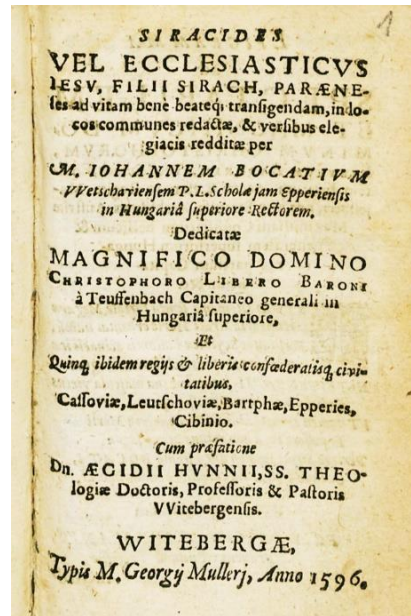 1
SIRACIDES
VEL ECCLESIASTICVS
IESV, FILII SIRACH, PARÆNE-
ses ad vitam benè beateq; transigendam, in lo-
cos communes redactæ, & versibus ele-
giacis redditæ per
M. IOHANNEM BOCATIVM
VVetschaviensem P. L. Scholæ jam Epperiensis
in Hungariâ superiore Rectorem.
Dedicatæ
MAGNIFICO DOMINO
CHRISTOPHORO LIBERO BARONI
à Teuffenbach Capitaneo generali in
Hungariâ superiore,
Et
Quinq; ibidem regijs & liberis confœderatisq; civi-
tatibus,
Cassoviæ, Leutschoviæ, Bartphæ, Epperies,
Cibinio.
Cum præfatione
Dn. ÆGIDII HVNNII, SS. THEO-
logiæ Doctoris, Professoris & Pastoris
VVitebergensis.
WITEBERGÆ,
Typis M. Georgij Mullerj, Anno 1596.